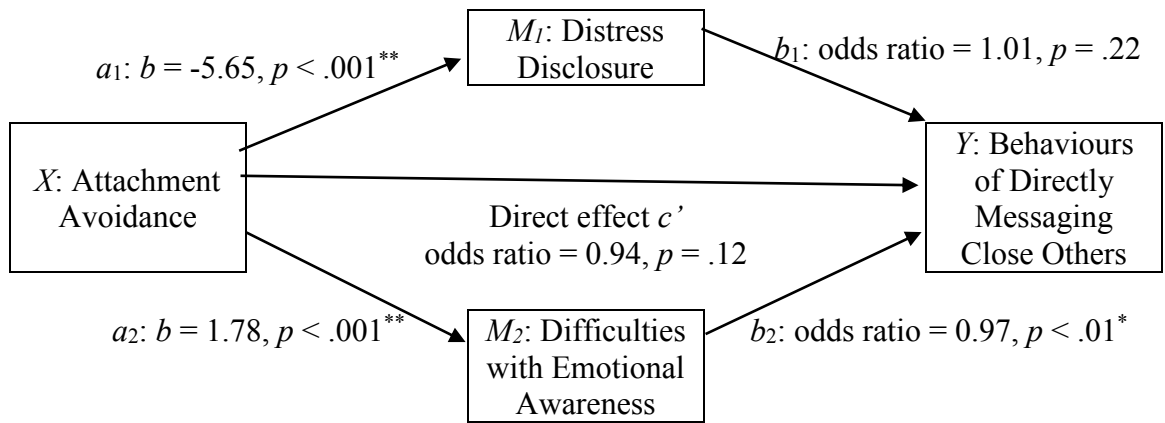 M1: Distress
Disclosure
a1: b = -5.65, p < .001**
b1: odds ratio = 1.01, p = .22
X: Attachment
Avoidance
Direct effect c’
odds ratio = 0.94, p = .12
Y: Behaviours
of Directly
Messaging
Close Others
a2: b = 1.78, p < .001**
M2: Difficulties
with Emotional
Awareness
b2: odds ratio = 0.97, p < .01*